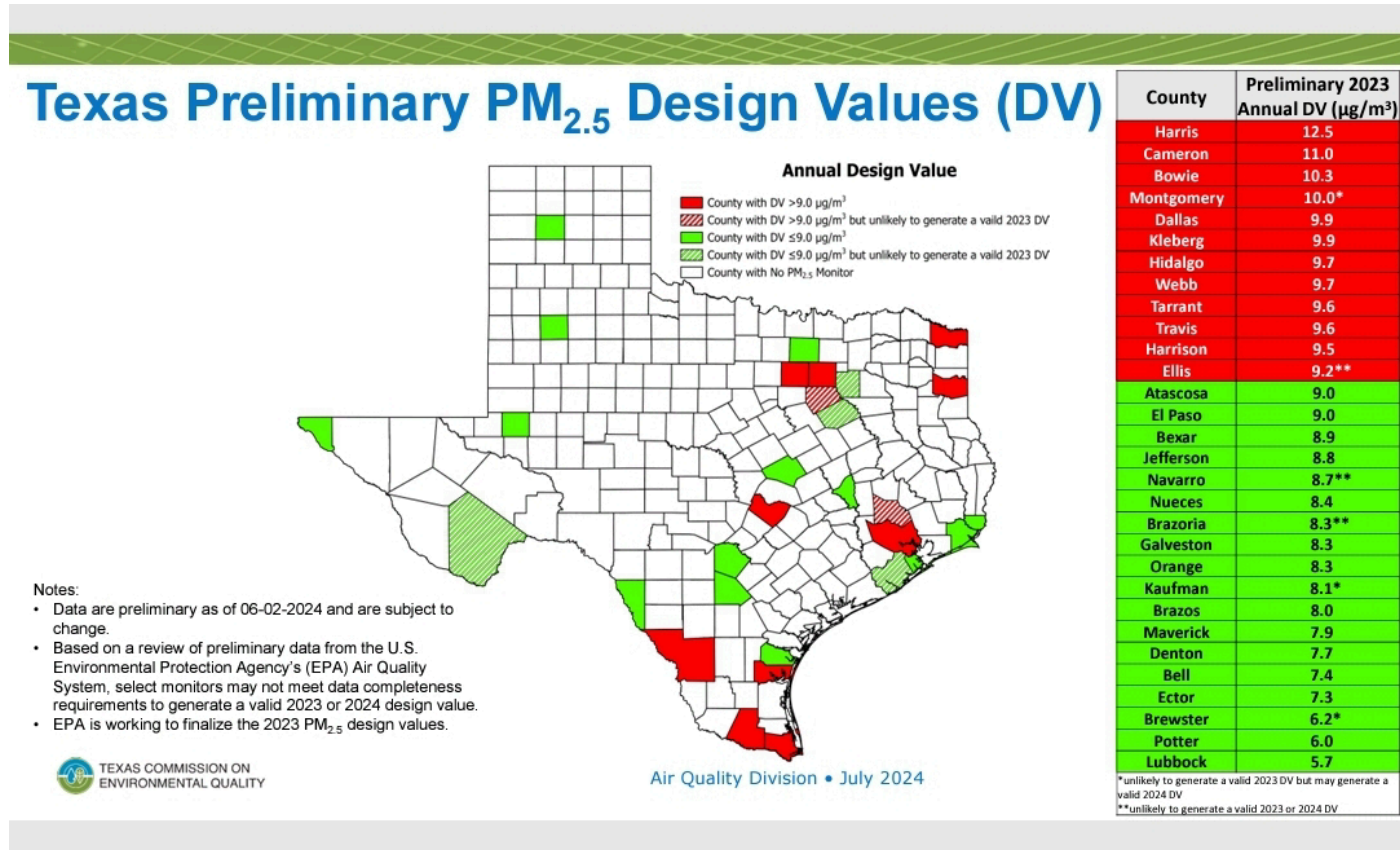 Texas Preliminary PM2.5 Design Values (DV)
Annual Design Value
County with DV >9.0 µg/m³
County with DV >9.0 µg/m³ but unlikely to generate a vaild 2023 DV
County with DV ≤9.0 µg/m³
County with DV ≤9.0 µg/m³ but unlikely to generate a vaild 2023 DV
County with No PM2.5 Monitor
Notes:
• Data are preliminary as of 06-02-2024 and are subject to
change.
• Based on a review of preliminary data from the U.S.
Environmental Protection Agency's (EPA) Air Quality
System, select monitors may not meet data completeness
requirements to generate a valid 2023 or 2024 design value.
• EPA is working to finalize the 2023 PM2.5 design values.
TEXAS COMMISSION ON
ENVIRONMENTAL QUALITY
Air Quality Division • July 2024
County Preliminary 2023
Annual DV (µg/m³)
Harris 12.5
Cameron 11.0
Bowie 10.3
Montgomery 10.0*
Dallas 9.9
Kleberg 9.9
Hidalgo 9.7
Webb 9.7
Tarrant 9.6
Travis 9.6
Harrison 9.5
Ellis 9.2**
Atascosa 9.0
El Paso 9.0
Bexar 8.9
Jefferson 8.8
Navarro 8.7**
Nueces 8.4
Brazoria 8.3**
Galveston 8.3
Orange 8.3
Kaufman 8.1*
Brazos 8.0
Maverick 7.9
Denton 7.7
Bell 7.4
Ector 7.3
Brewster 6.2*
Potter 6.0
Lubbock 5.7
*unlikely to generate a valid 2023 DV but may generate a
valid 2024 DV
**unlikely to generate a valid 2023 or 2024 DV